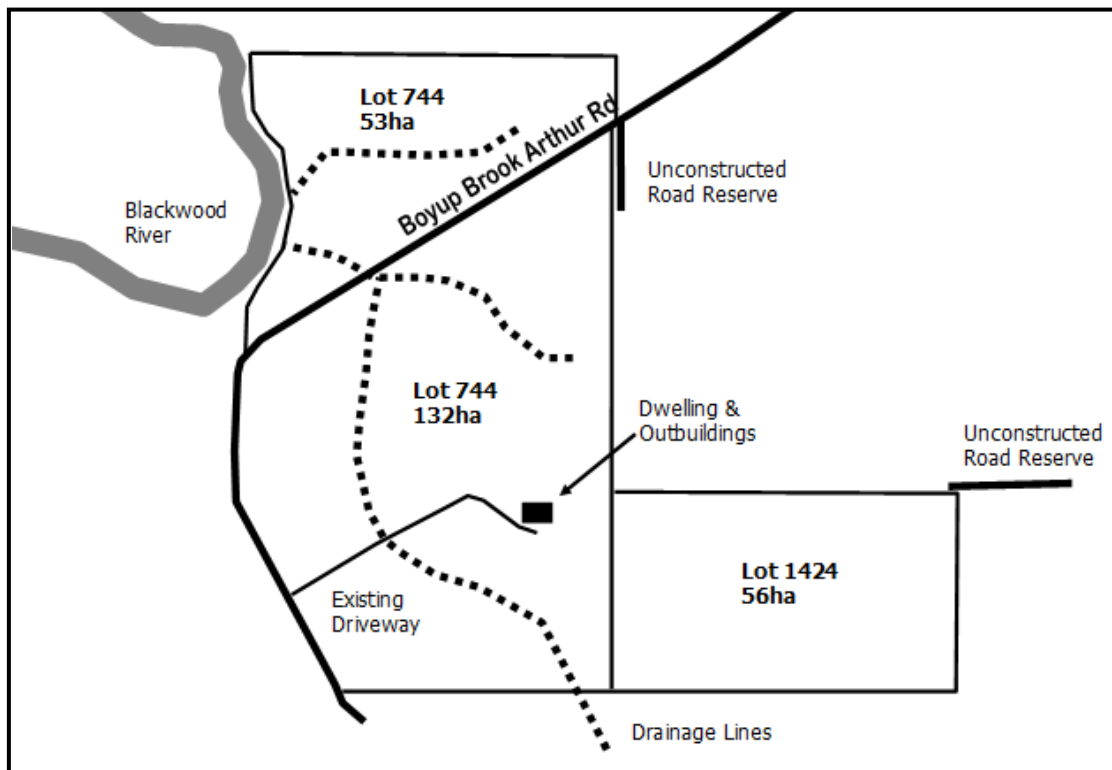 Lot 744
53ha
Boyup Brook Arthur Rd
Unconstructed
Road Reserve
Blackwood
River
Lot 744
132ha
Dwelling &
Outbuildings
Unconstructed
Road Reserve
Lot 1424
56ha
Existing
Driveway
Drainage Lines